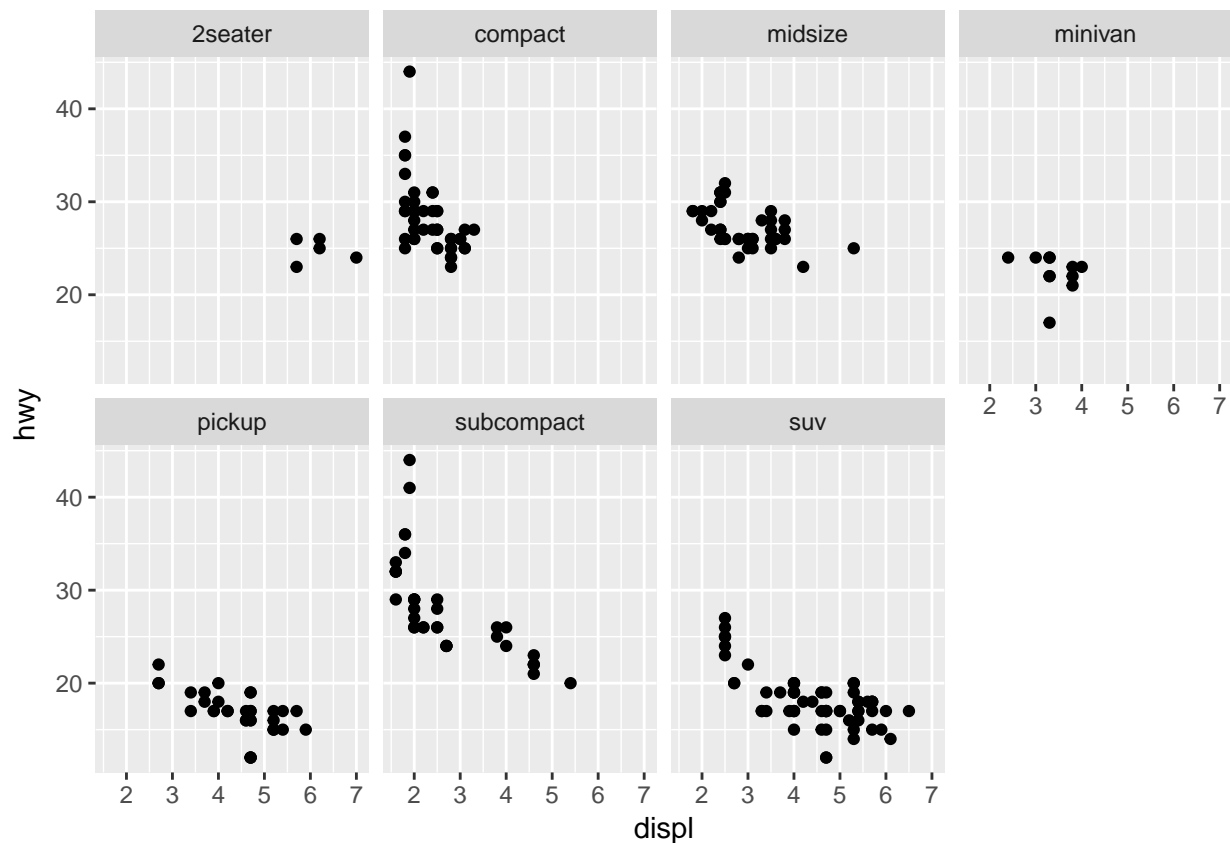 2seater compact midsize minivan
40
30
20
2 3 4 5 6 7
hwy
pickup subcompact suv
40
30
20
2 3 4 5 6 7 2 3 4 5 6 7 2 3 4 5 6 7
displ